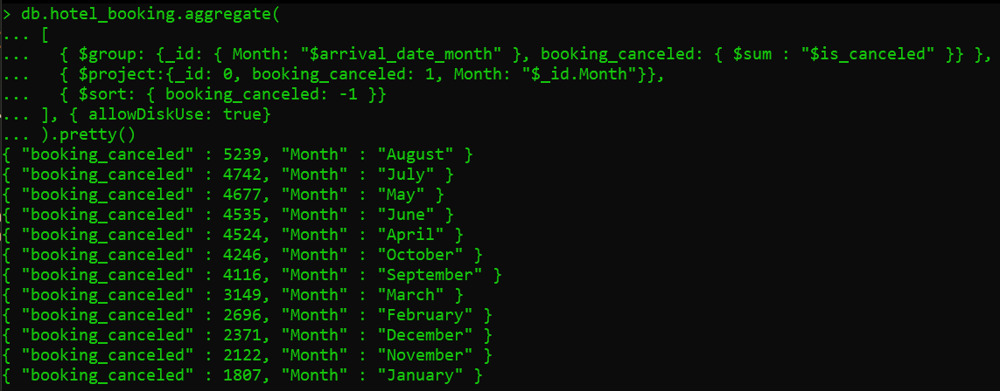 > db.hotel_booking.aggregate(
... [
...   { $group: {_id: { Month: "$arrival_date_month" }, booking_canceled: { $sum : "$is_canceled" }} },
...   { $project:{_id: 0, booking_canceled: 1, Month: "$_id.Month"}},
...   { $sort: { booking_canceled: -1 }}
... ], { allowDiskUse: true}
... ).pretty()
{ "booking_canceled" : 5239, "Month" : "August" }
{ "booking_canceled" : 4742, "Month" : "July" }
{ "booking_canceled" : 4677, "Month" : "May" }
{ "booking_canceled" : 4535, "Month" : "June" }
{ "booking_canceled" : 4524, "Month" : "April" }
{ "booking_canceled" : 4246, "Month" : "October" }
{ "booking_canceled" : 4116, "Month" : "September" }
{ "booking_canceled" : 3149, "Month" : "March" }
{ "booking_canceled" : 2696, "Month" : "February" }
{ "booking_canceled" : 2371, "Month" : "December" }
{ "booking_canceled" : 2122, "Month" : "November" }
{ "booking_canceled" : 1807, "Month" : "January" }